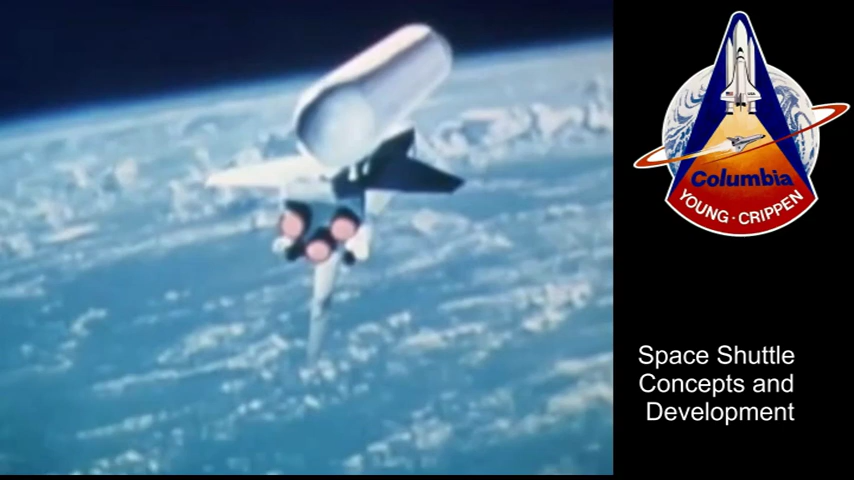 Columbia
YOUNG · CRIPPEN
Space Shuttle
Concepts and
Development